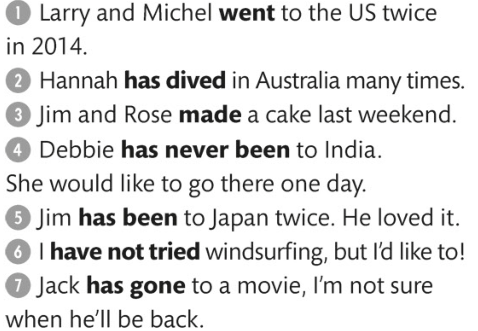 1 Larry and Michel went to the US twice
in 2014.
2 Hannah has dived in Australia many times.
3 Jim and Rose made a cake last weekend.
4 Debbie has never been to India.
She would like to go there one day.
5 Jim has been to Japan twice. He loved it.
6 I have not tried windsurfing, but I'd like to!
7 Jack has gone to a movie, I'm not sure
when he'll be back.